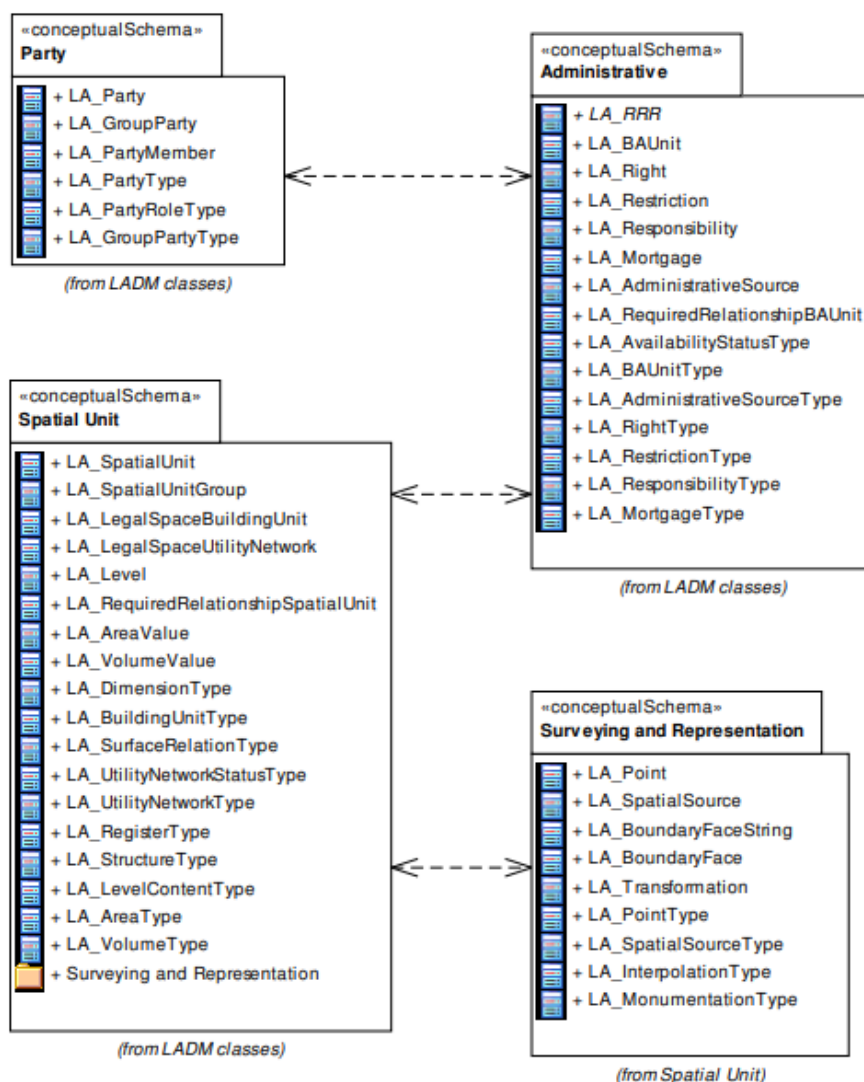 «conceptualSchema»
Party
+ LA_Party
+ LA_GroupParty
+ LA_PartyMember
+ LA_PartyType
+ LA_PartyRoleType
+ LA_GroupPartyType
(from LADM classes)
«conceptualSchema»
Administrative
+ LA_RRR
+ LA_BAUnit
+ LA_Right
+ LA_Restriction
+ LA_Responsibility
+ LA_Mortgage
+ LA_AdministrativeSource
+ LA_RequiredRelationshipBAUnit
+ LA_AvailabilityStatusType
+ LA_BAUnitType
+ LA_AdministrativeSourceType
+ LA_RightType
+ LA_RestrictionType
+ LA_ResponsibilityType
+ LA_MortgageType
(from LADM classes)
«conceptualSchema»
Spatial Unit
+ LA_SpatialUnit
+ LA_SpatialUnitGroup
+ LA_LegalSpaceBuildingUnit
+ LA_LegalSpaceUtilityNetwork
+ LA_Level
+ LA_RequiredRelationshipSpatialUnit
+ LA_AreaValue
+ LA_VolumeValue
+ LA_DimensionType
+ LA_BuildingUnitType
+ LA_SurfaceRelationType
+ LA_UtilityNetworkStatusType
+ LA_UtilityNetworkType
+ LA_RegisterType
+ LA_StructureType
+ LA_LevelContentType
+ LA_AreaType
+ LA_VolumeType
+ Surveying and Representation
(from LADM classes)
«conceptualSchema»
Surveying and Representation
+ LA_Point
+ LA_SpatialSource
+ LA_BoundaryFaceString
+ LA_BoundaryFace
+ LA_Transformation
+ LA_PointType
+ LA_SpatialSourceType
+ LA_InterpolationType
+ LA_MonumentationType
(from Spatial Unit)